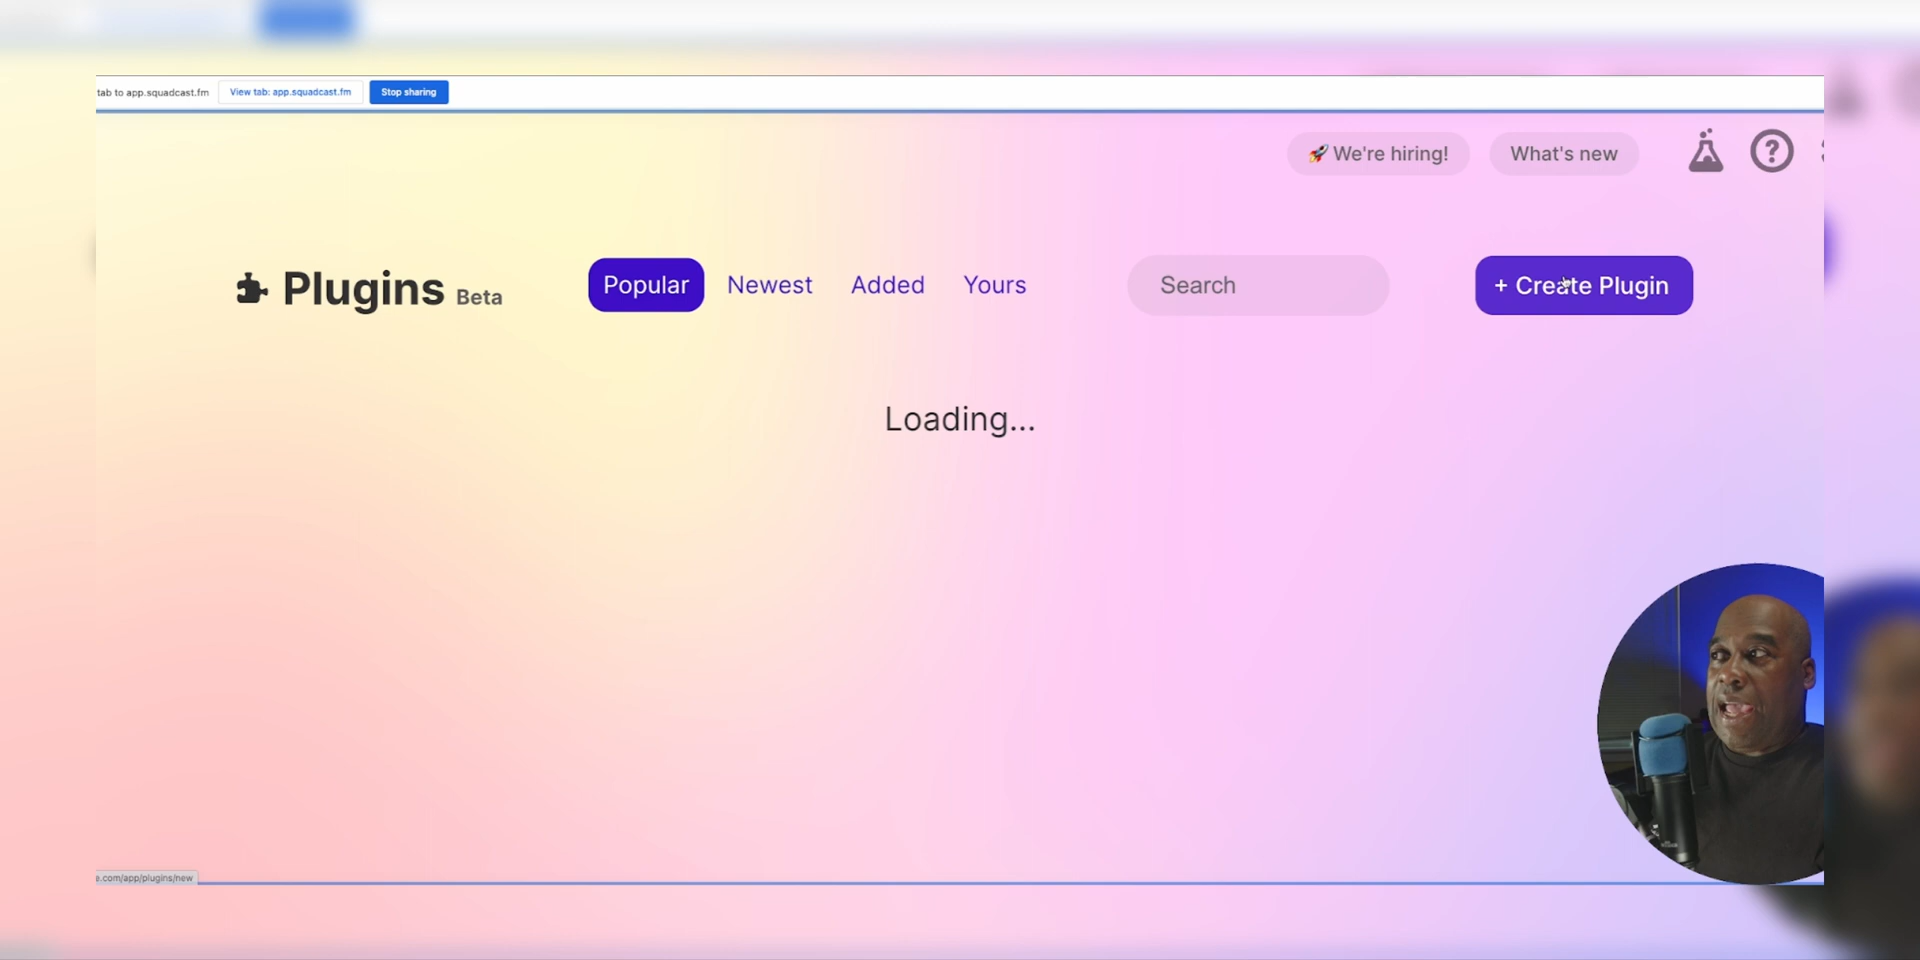 tab to app.squadcast.fm View tab: app.squadcast.fm Stop sharing
🚀 We're hiring! What's new
Plugins Beta Popular Newest Added Yours Search + Create Plugin
Loading...
e.com/app/plugins/new